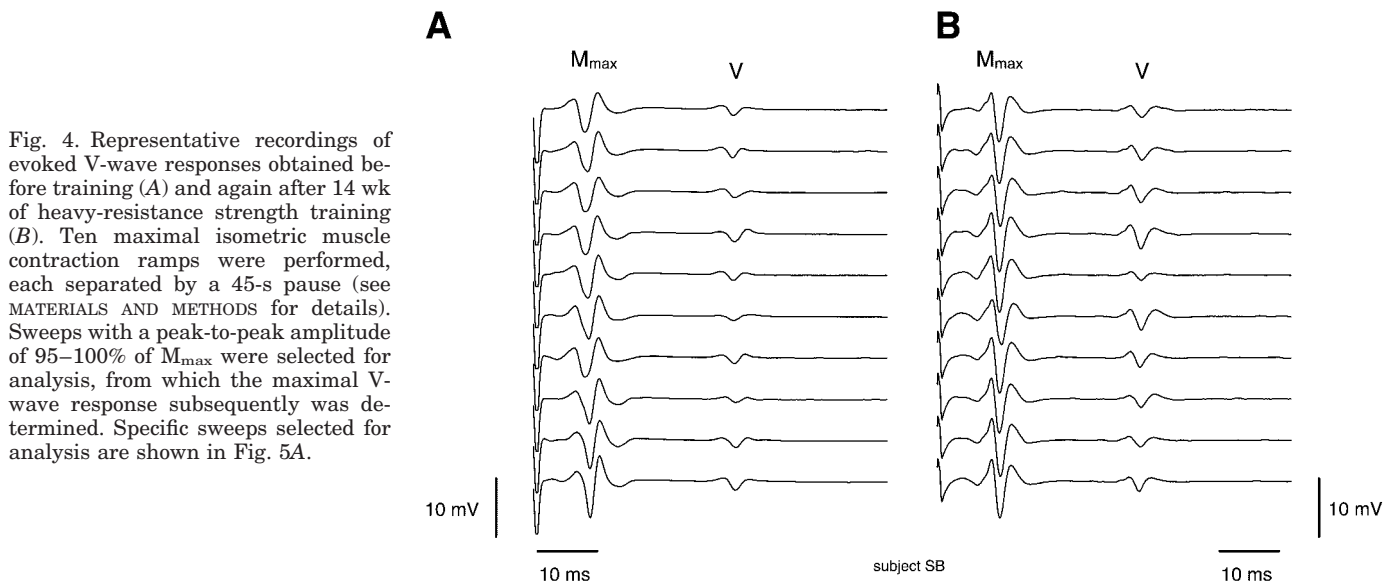 Fig. 4. Representative recordings of
evoked V-wave responses obtained be-
fore training (A) and again after 14 wk
of heavy-resistance strength training
(B). Ten maximal isometric muscle
contraction ramps were performed,
each separated by a 45-s pause (see
MATERIALS AND METHODS for details).
Sweeps with a peak-to-peak amplitude
of 95–100% of Mmax were selected for
analysis, from which the maximal V-
wave response subsequently was de-
termined. Specific sweeps selected for
analysis are shown in Fig. 5A.
A
Mmax
V
10 mV
10 ms
B
Mmax
V
10 mV
10 ms
subject SB